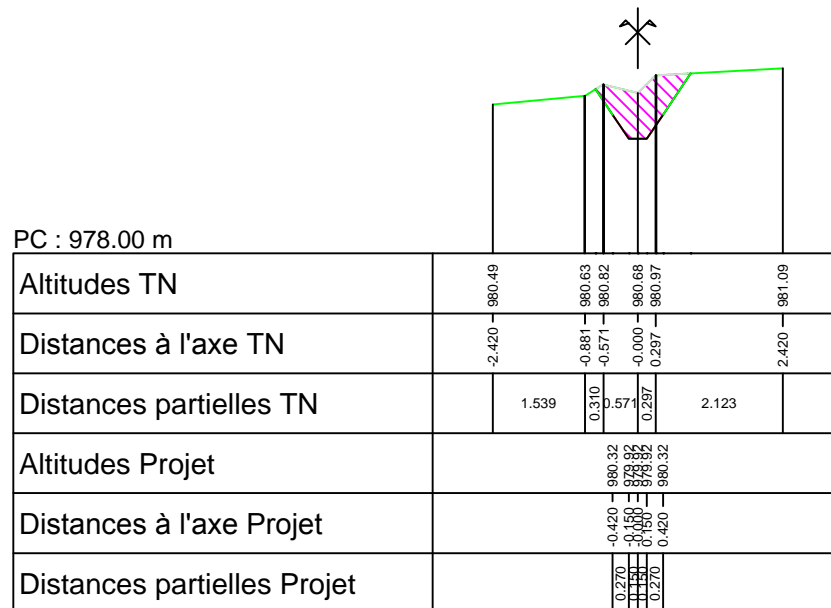 PC : 978.00 m
Altitudes TN 980.49 980.63 980.82 980.68 980.97 981.09
Distances à l'axe TN -2.420 -0.881 -0.571 -0.000 0.297 2.420
Distances partielles TN 1.539 0.310 0.571 0.297 2.123
Altitudes Projet 980.32 979.92 979.92 979.92 980.32
Distances à l'axe Projet -0.420 -0.150 -0.000 0.150 0.420
Distances partielles Projet 0.270 0.150 0.150 0.270